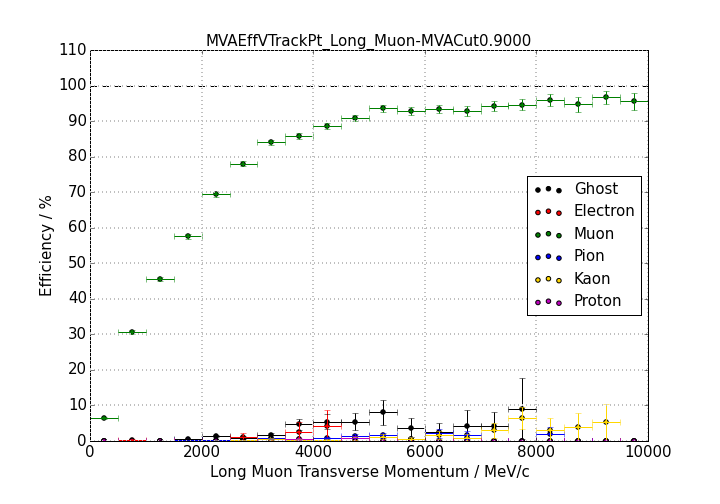 MVAEffVTrackPt_Long_Muon-MVACut0.9000
110
100
90
80
70
60
50
40
30
20
10
0
Efficiency / %
Ghost
Electron
Muon
Pion
Kaon
Proton
0 2000 4000 6000 8000 10000
Long Muon Transverse Momentum / MeV/c